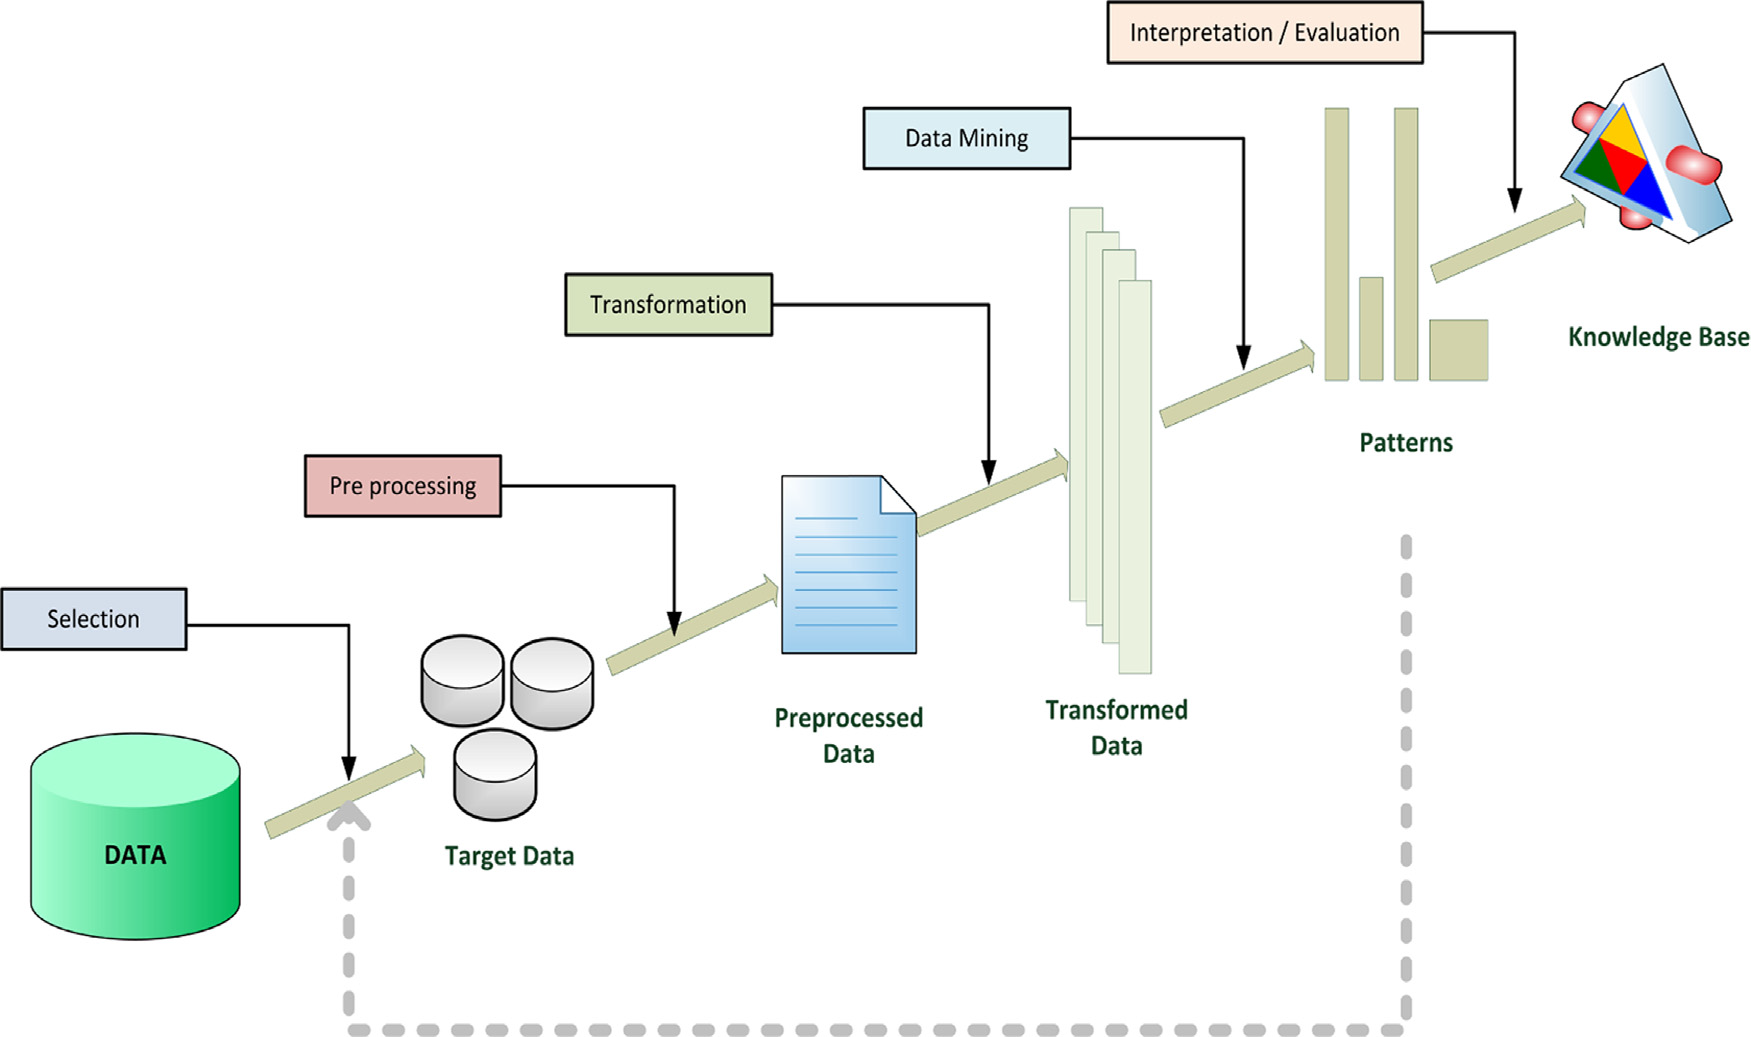 Interpretation / Evaluation
Data Mining
Transformation
Knowledge Base
Patterns
Pre processing
Selection
Preprocessed
Data
Transformed
Data
DATA
Target Data